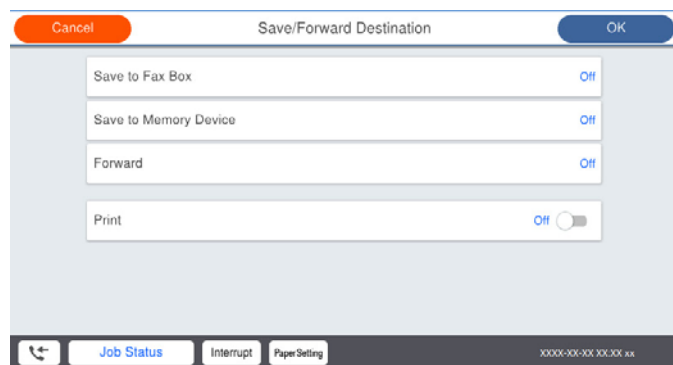 Cancel Save/Forward Destination OK
Save to Fax Box Off
Save to Memory Device Off
Forward Off
Print Off
Job Status Interrupt Paper Setting XXXX-XX-XX XX:XX xx